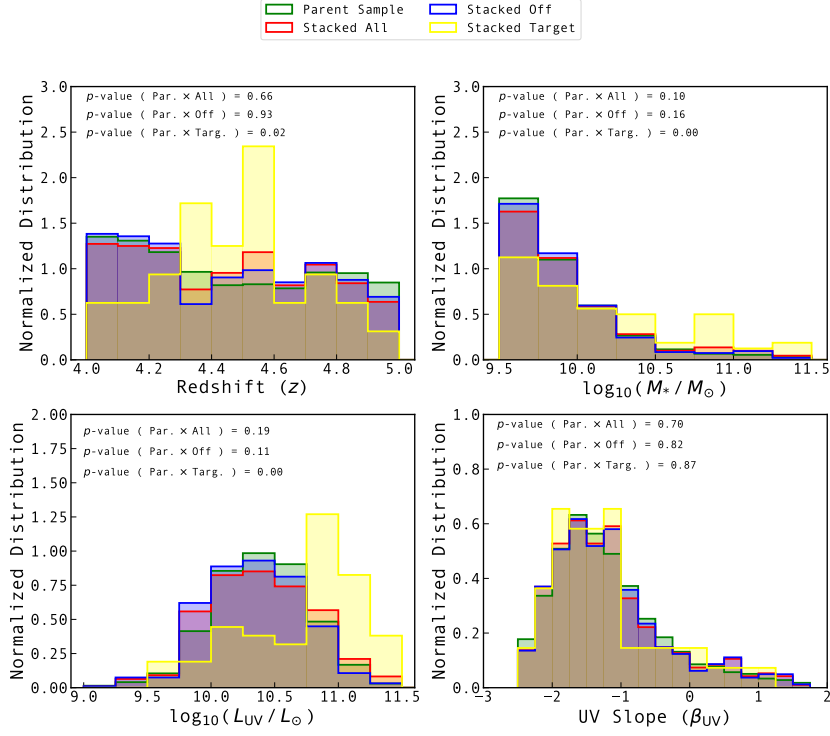 Parent Sample Stacked Off
Stacked All Stacked Target
p-value ( Par. × All ) = 0.66
p-value ( Par. × Off ) = 0.93
p-value ( Par. × Targ. ) = 0.02
3.0
2.5
2.0
1.5
1.0
0.5
0.0
Normalized Distribution
4.0 4.2 4.4 4.6 4.8 5.0
Redshift (z)
p-value ( Par. × All ) = 0.10
p-value ( Par. × Off ) = 0.16
p-value ( Par. × Targ. ) = 0.00
3.0
2.5
2.0
1.5
1.0
0.5
0.0
Normalized Distribution
9.5 10.0 10.5 11.0 11.5
log₁₀(M*/M⊙)
p-value ( Par. × All ) = 0.19
p-value ( Par. × Off ) = 0.11
p-value ( Par. × Targ. ) = 0.00
2.00
1.75
1.50
1.25
1.00
0.75
0.50
0.25
0.00
Normalized Distribution
9.0 9.5 10.0 10.5 11.0 11.5
log₁₀(L_UV/L⊙)
p-value ( Par. × All ) = 0.70
p-value ( Par. × Off ) = 0.82
p-value ( Par. × Targ. ) = 0.87
1.0
0.8
0.6
0.4
0.2
0.0
Normalized Distribution
−3 −2 −1 0 1 2
UV Slope (β_UV)